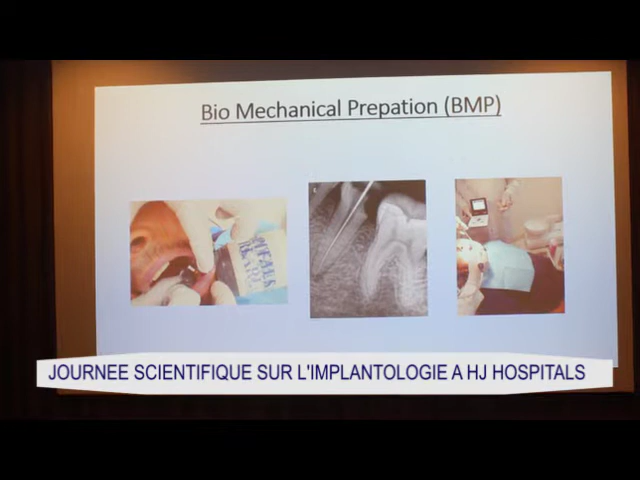 Bio Mechanical Prepation (BMP)
JOURNEE SCIENTIFIQUE SUR L'IMPLANTOLOGIE A HJ HOSPITALS